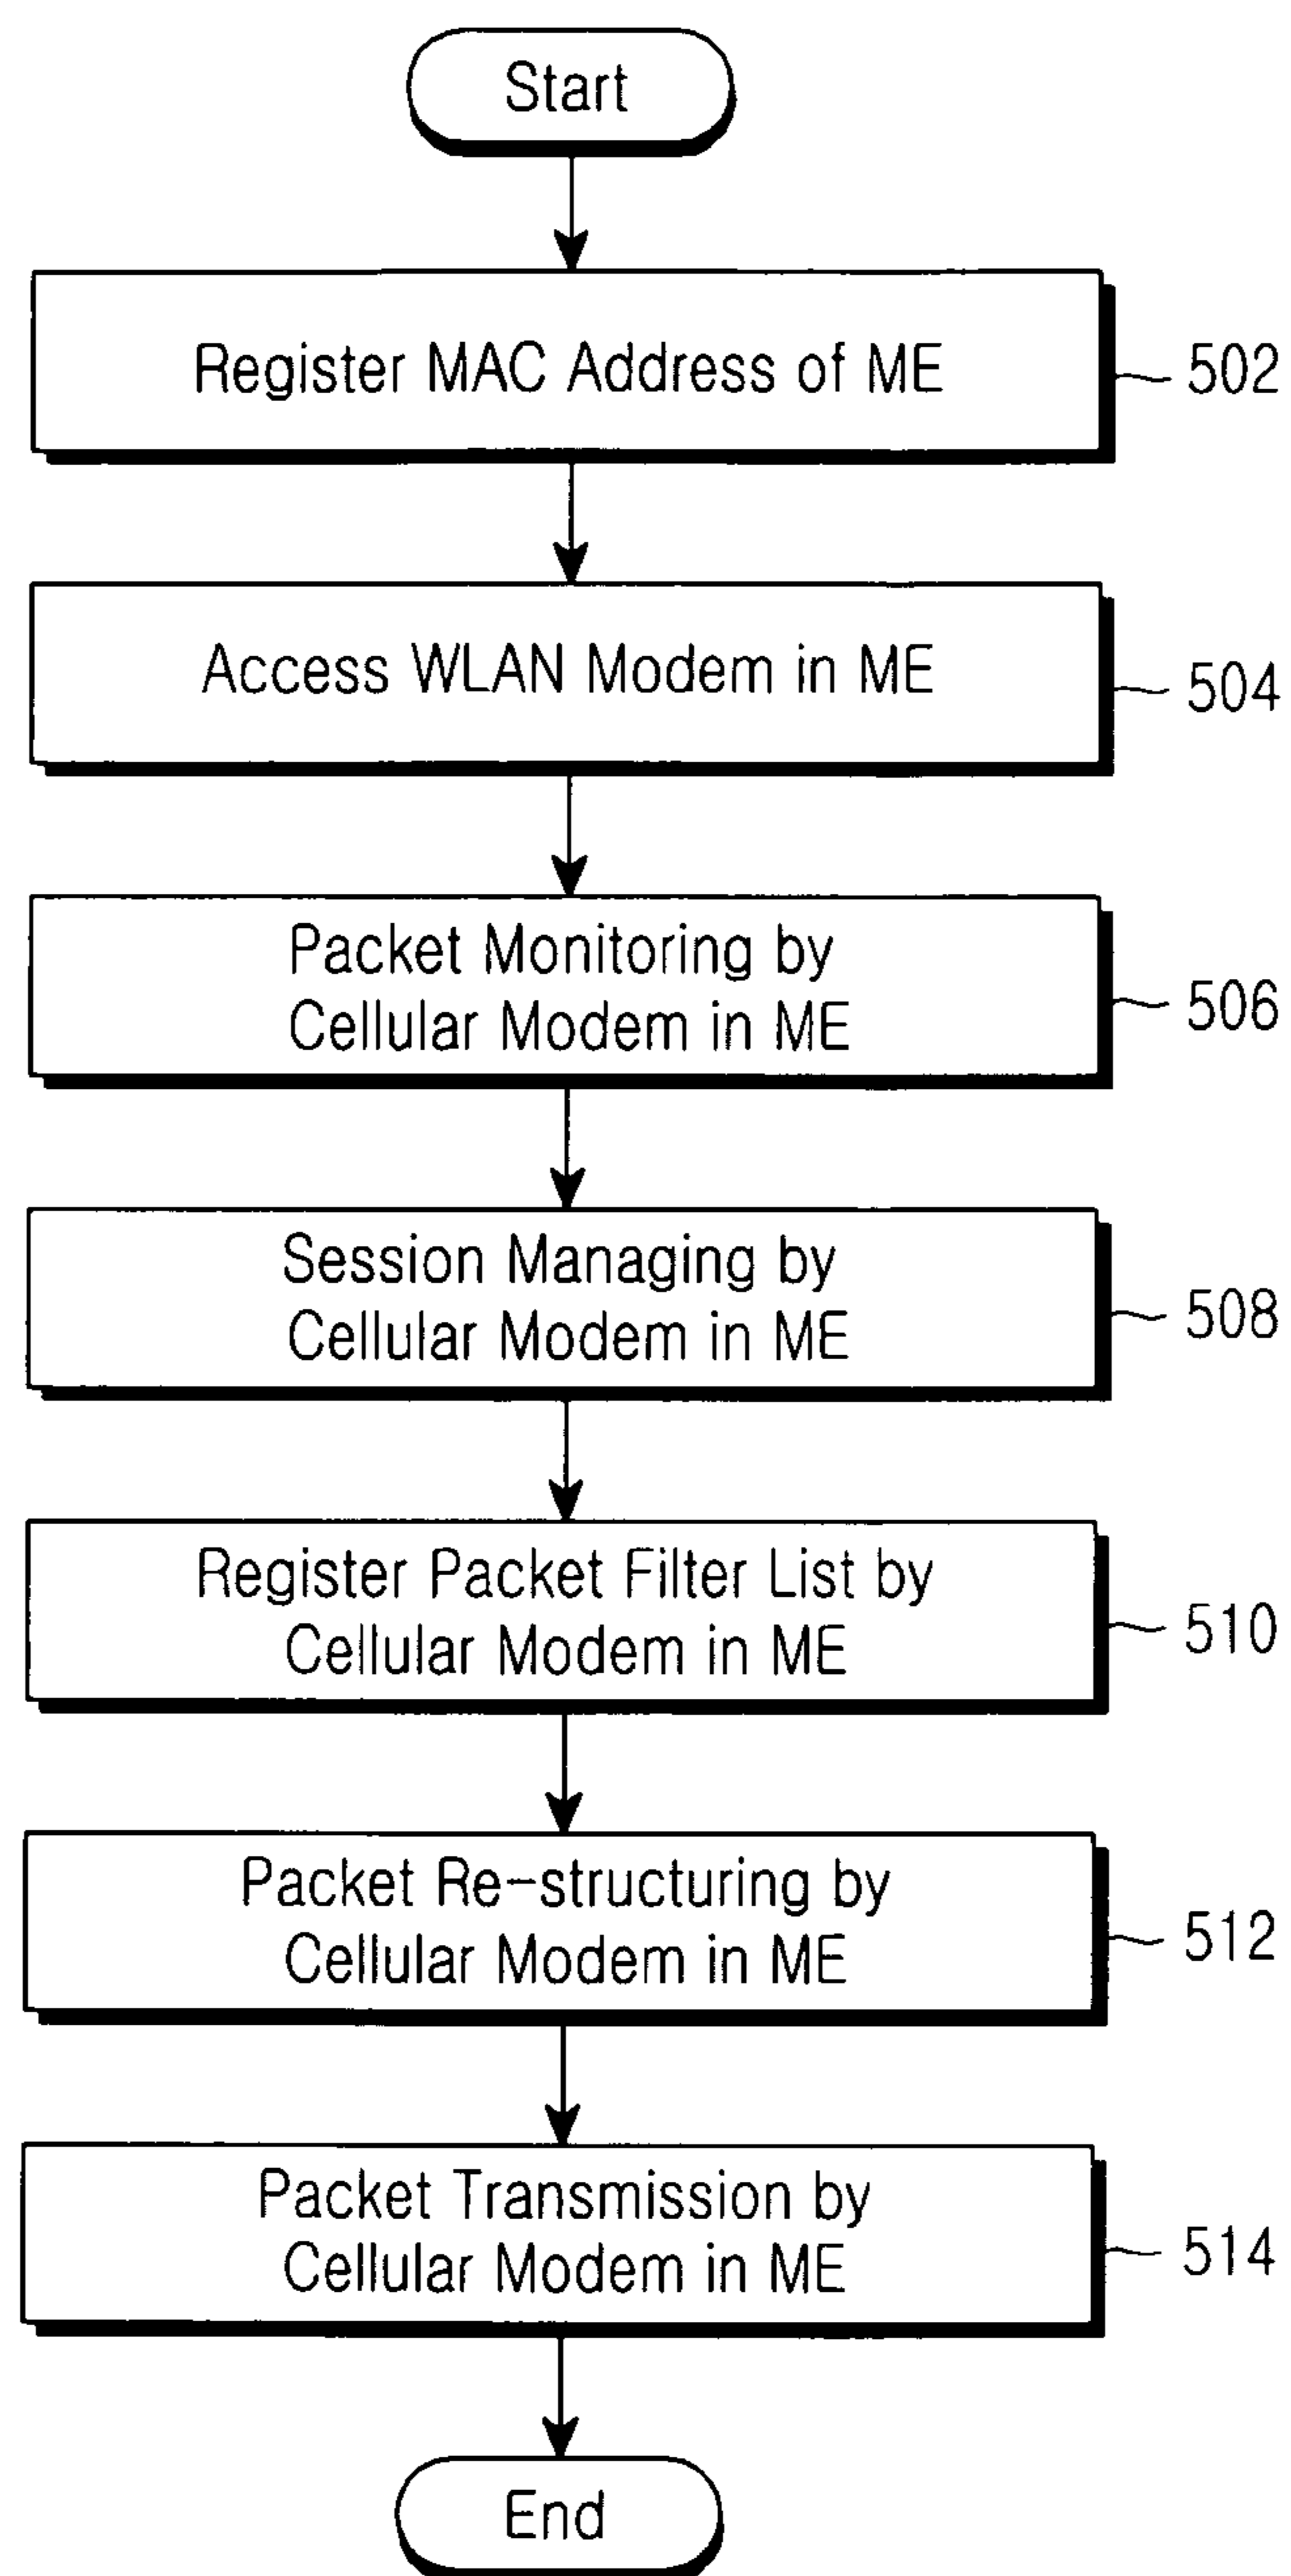 Start
Register MAC Address of ME
502
Access WLAN Modem in ME
504
Packet Monitoring by
Cellular Modem in ME
506
Session Managing by
Cellular Modem in ME
508
Register Packet Filter List by
Cellular Modem in ME
510
Packet Re-structuring by
Cellular Modem in ME
512
Packet Transmission by
Cellular Modem in ME
514
End